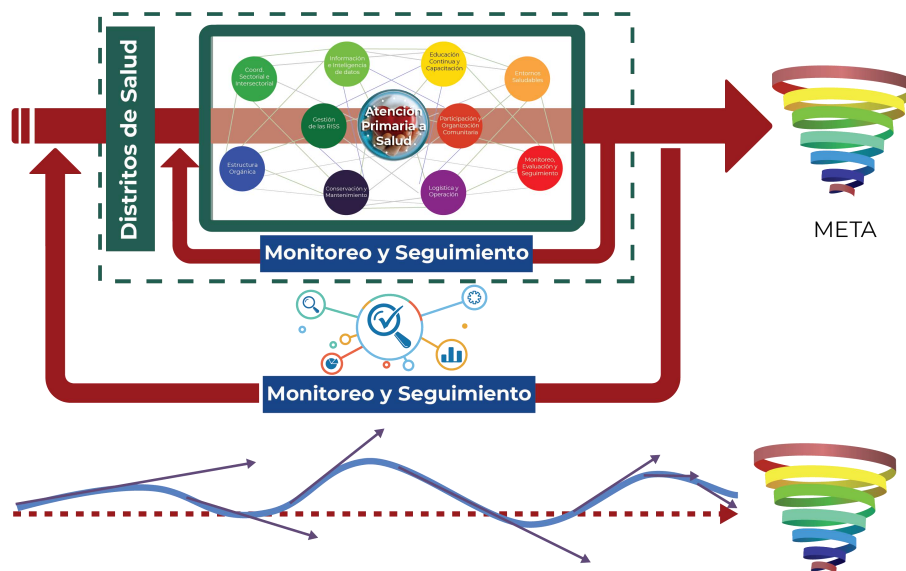 Distritos de Salud
Coord.
Sectorial e
Intersectorial
Información
e Inteligencia
de datos
Educación
Continua y
Capacitación
Entornos
Saludables
Gestión
de las RISS
Atención
Primaria a
Salud
Participación y
Organización
Comunitaria
Estructura
Orgánica
Conservación y
Mantenimiento
Logística y
Operación
Monitoreo,
Evaluación y
Seguimiento
META
Monitoreo y Seguimiento
Monitoreo y Seguimiento